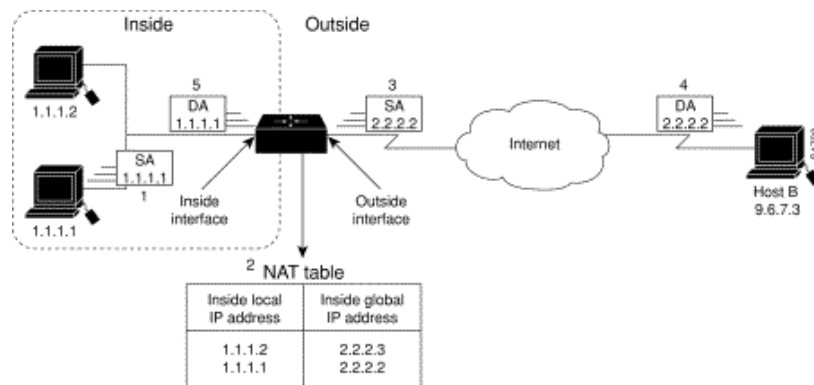 Inside
Outside
1.1.1.2
5
DA
1.1.1.1
3
SA
2.2.2.2
4
DA
2.2.2.2
Internet
SA
1.1.1.1
1
1.1.1.1
Inside
interface
Outside
interface
Host B
9.6.7.3
2
NAT table
Inside local
IP address
Inside global
IP address
1.1.1.2
2.2.2.3
1.1.1.1
2.2.2.2